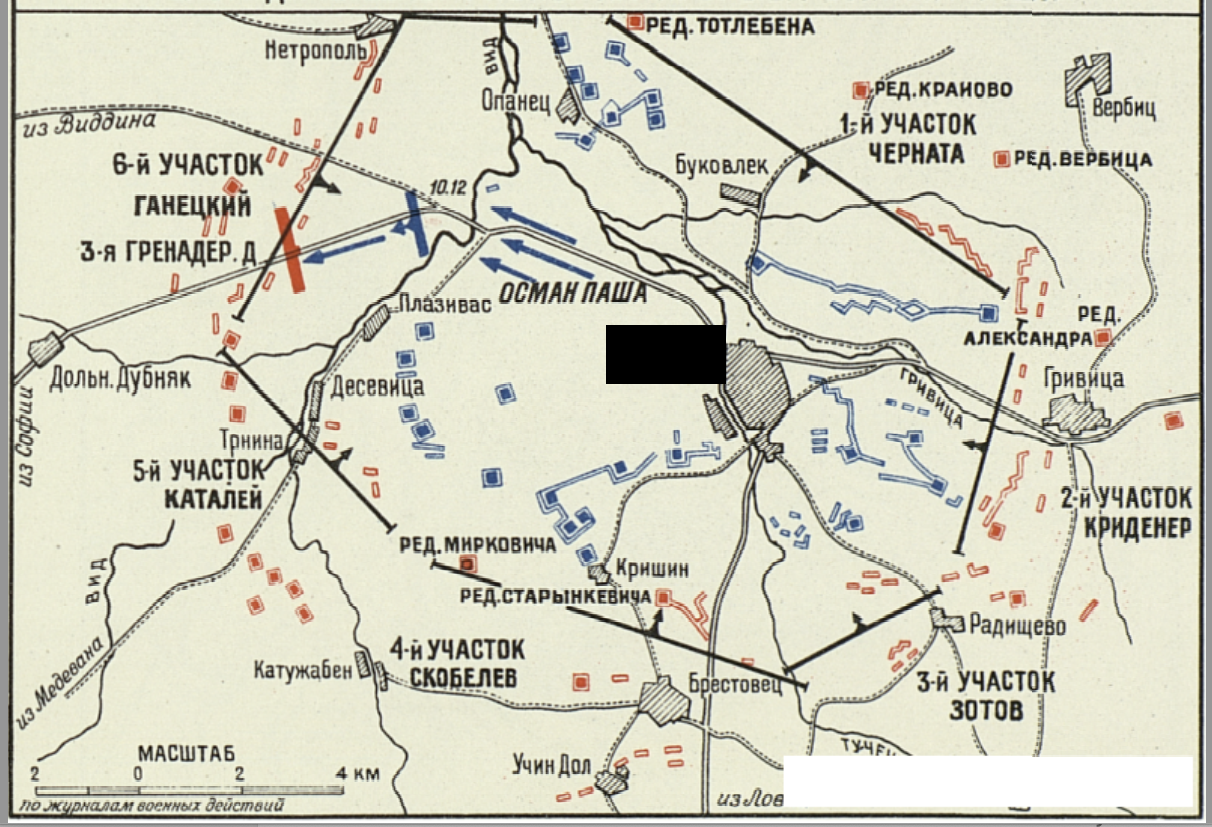 РЕД. ТОТЛЕБЕНА
Нетрополь
ВИД
Опанец
РЕД. КРАНОВО
Вербиц
из Виддина
1-й УЧАСТОК
ЧЕРНАТА
РЕД. ВЕРБИЦА
6-й УЧАСТОК
ГАНЕЦКИЙ
Буковлек
10.12
3-я ГРЕНАДЕР. Д
ОСМАН ПАША
Плазивас
РЕД.
АЛЕКСАНДРА
Дольн. Дубняк
Десевица
ГРИВИЦА
Гривица
из Софии
Трнина
5-й УЧАСТОК
КАТАЛЕЙ
2-й УЧАСТОК
КРИДЕНЕР
РЕД. МИРКОВИЧА
ВИД
Кришин
РЕД. СТАРЫНКЕВИЧА
Радищево
из Медевана
Катужабен
4-й УЧАСТОК
СКОБЕЛЕВ
Брестовец
3-й УЧАСТОК
ЗОТОВ
МАСШТАБ
2 0 2 4 км
Учин Дол
по журналам военных действий